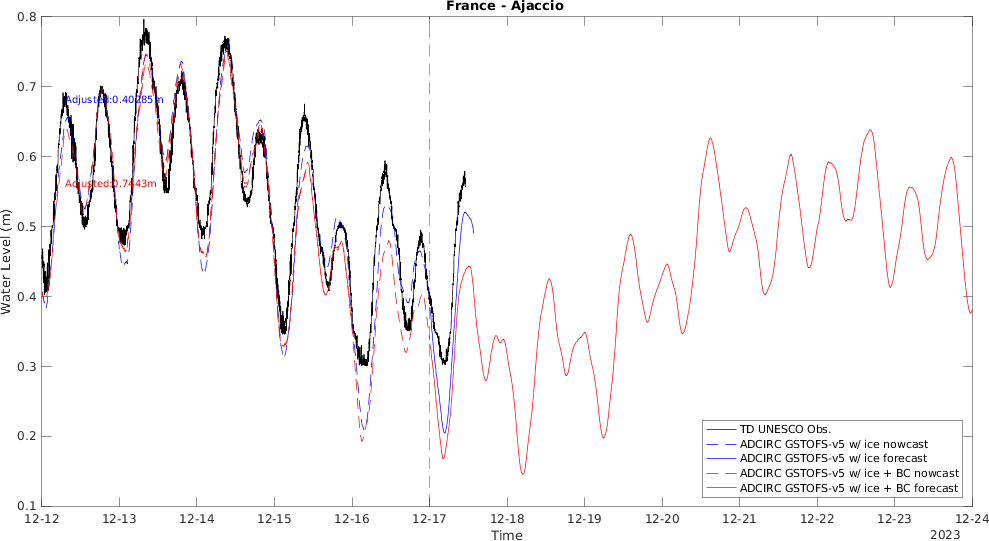 France - Ajaccio
0.8
0.7
0.6
0.5
0.4
0.3
0.2
0.1
Water Level (m)
Adjusted:0.40285m
Adjusted:0.7443m
TD UNESCO Obs.
ADCIRC GSTOFS-v5 w/ ice nowcast
ADCIRC GSTOFS-v5 w/ ice forecast
ADCIRC GSTOFS-v5 w/ ice + BC nowcast
ADCIRC GSTOFS-v5 w/ ice + BC forecast
12-12 12-13 12-14 12-15 12-16 12-17 12-18 12-19 12-20 12-21 12-22 12-23 12-24
Time
2023